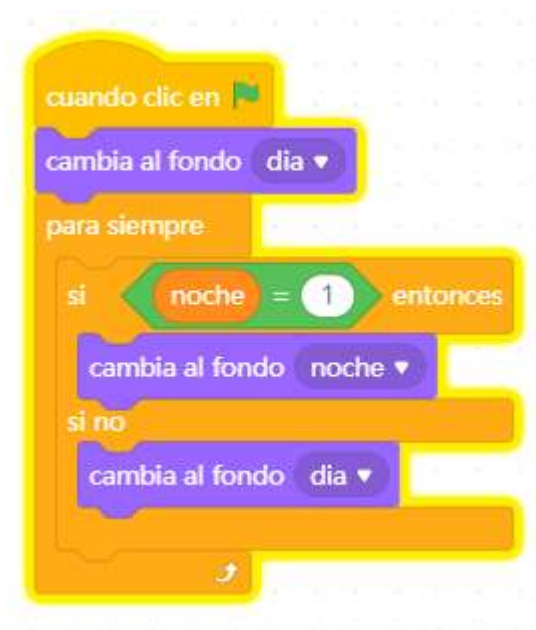 cuando clic en
cambia al fondo dia
para siempre
si noche = 1 entonces
cambia al fondo noche
si no
cambia al fondo dia